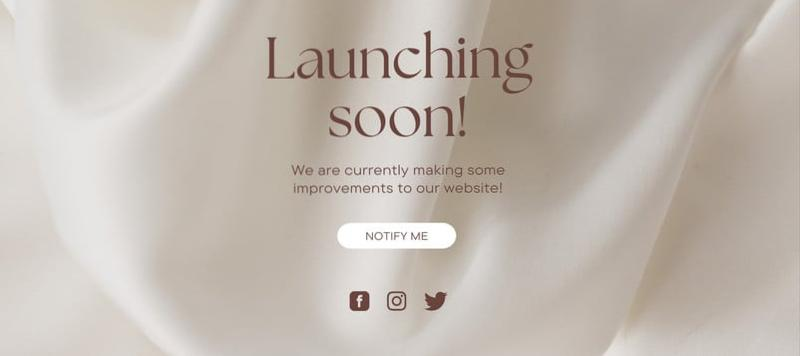 Launching
soon!
We are currently making some
improvements to our website!
NOTIFY ME